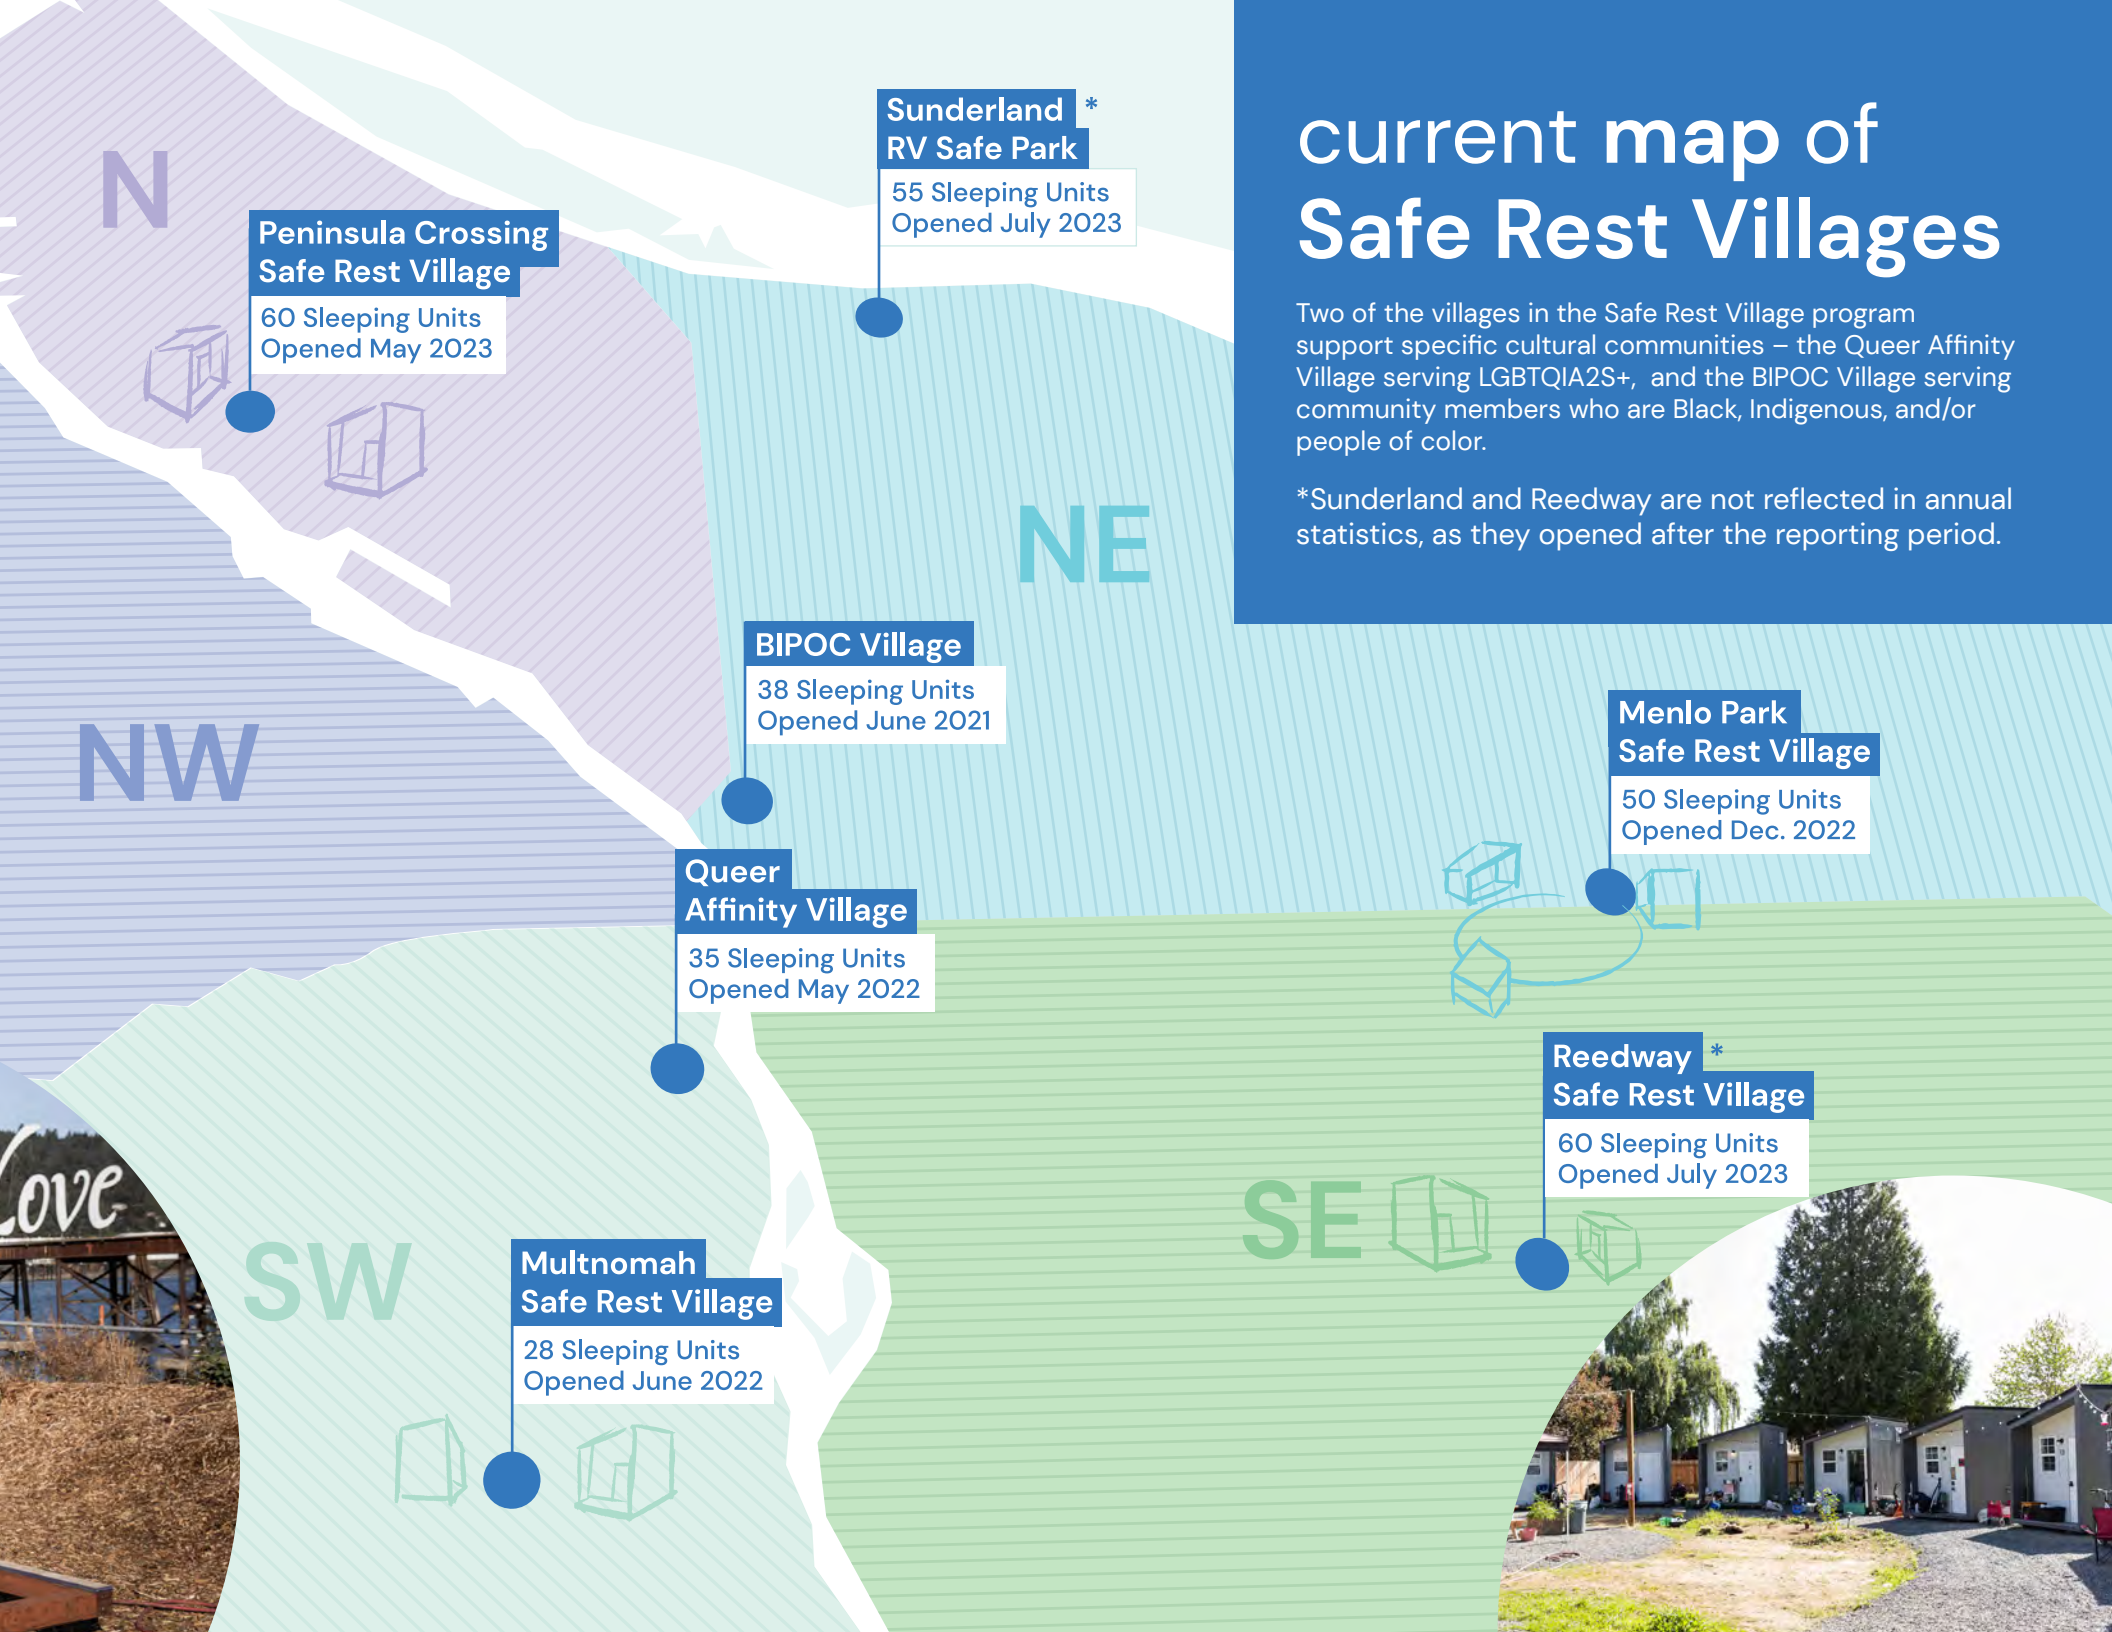 current map of
Safe Rest Villages
Two of the villages in the Safe Rest Village program
support specific cultural communities – the Queer Affinity
Village serving LGBTQIA2S+,  and the BIPOC Village serving
community members who are Black, Indigenous, and/or
people of color.
*Sunderland and Reedway are not reflected in annual
statistics, as they opened after the reporting period.
N
Peninsula Crossing
Safe Rest Village
60 Sleeping Units
Opened May 2023
Sunderland *
RV Safe Park
55 Sleeping Units
Opened July 2023
NE
BIPOC Village
38 Sleeping Units
Opened June 2021
NW
Menlo Park
Safe Rest Village
50 Sleeping Units
Opened Dec. 2022
Queer
Affinity Village
35 Sleeping Units
Opened May 2022
Reedway *
Safe Rest Village
60 Sleeping Units
Opened July 2023
SE
Love
SW
Multnomah
Safe Rest Village
28 Sleeping Units
Opened June 2022